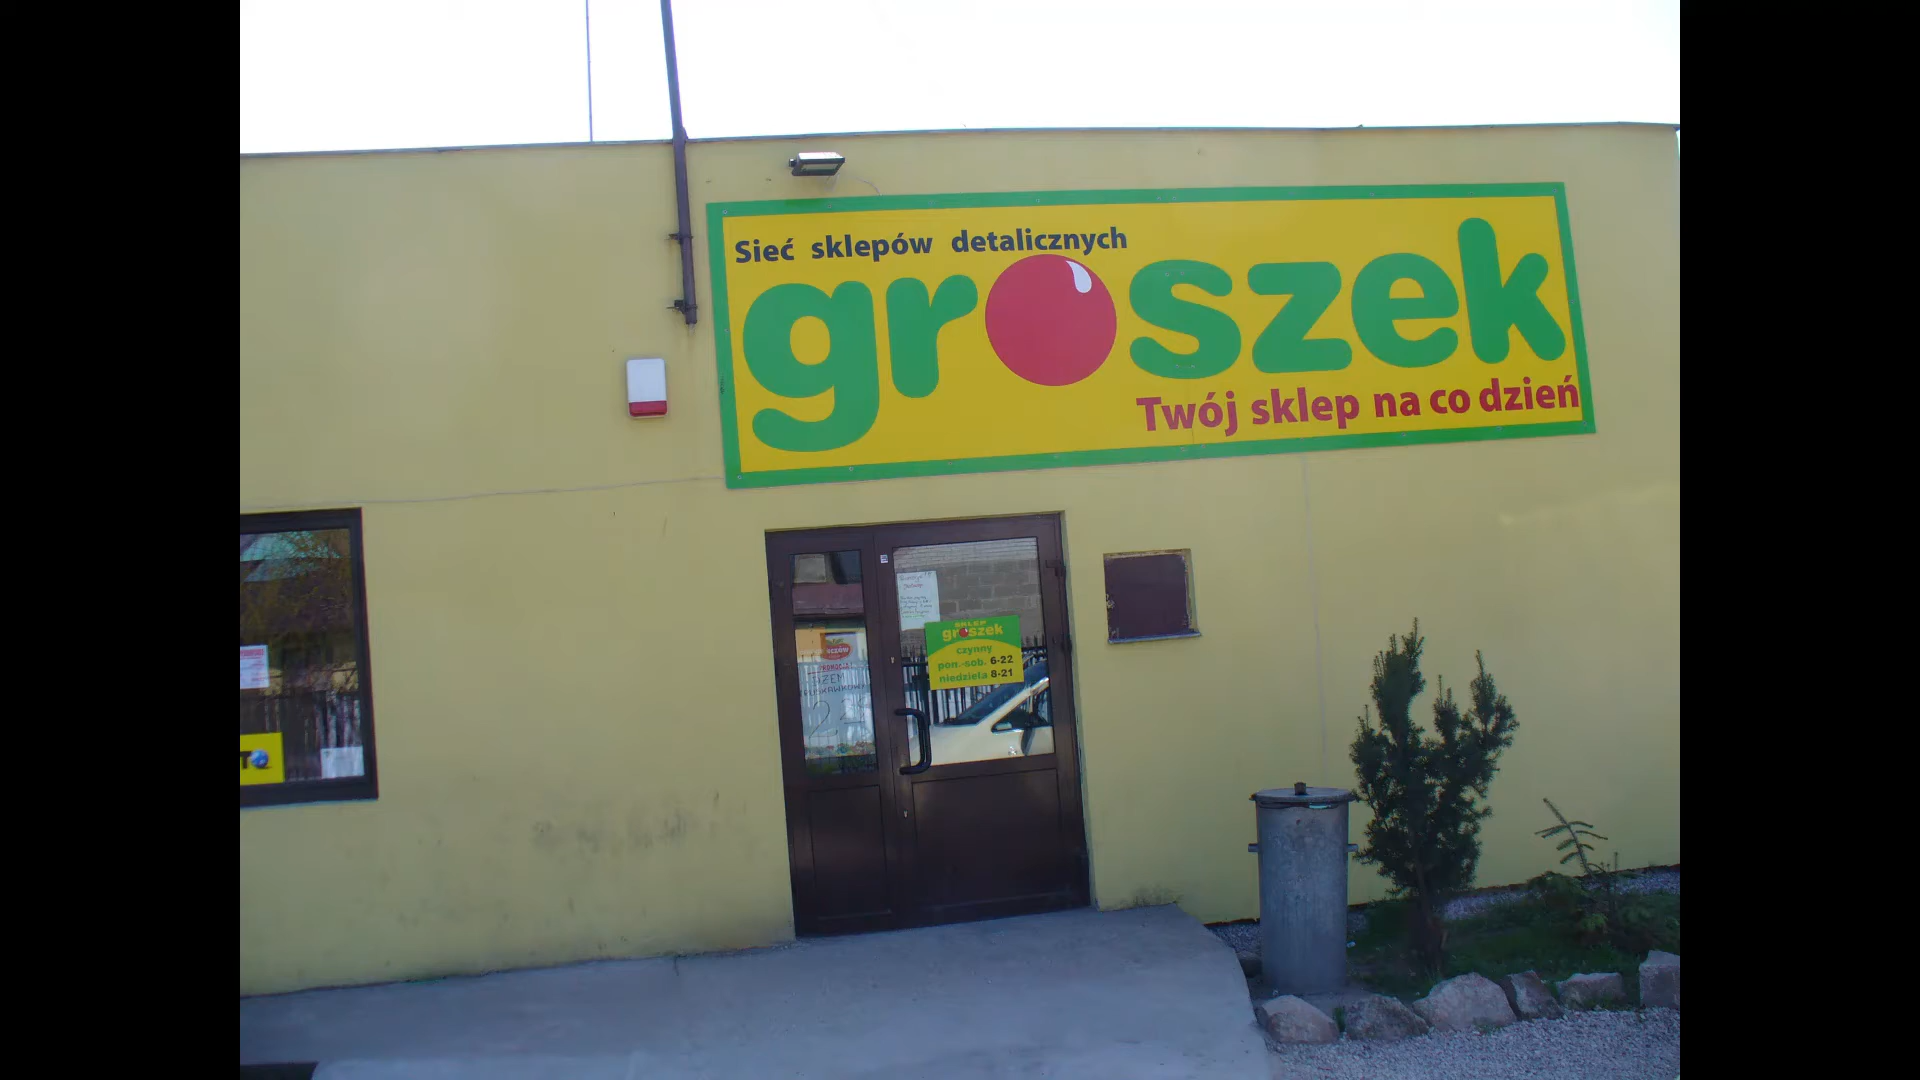 Sieć sklepów detalicznych
groszek
Twój sklep na co dzień
SKLEP
groszek
czynny
pon.-sob. 6-22
niedziela 8-21